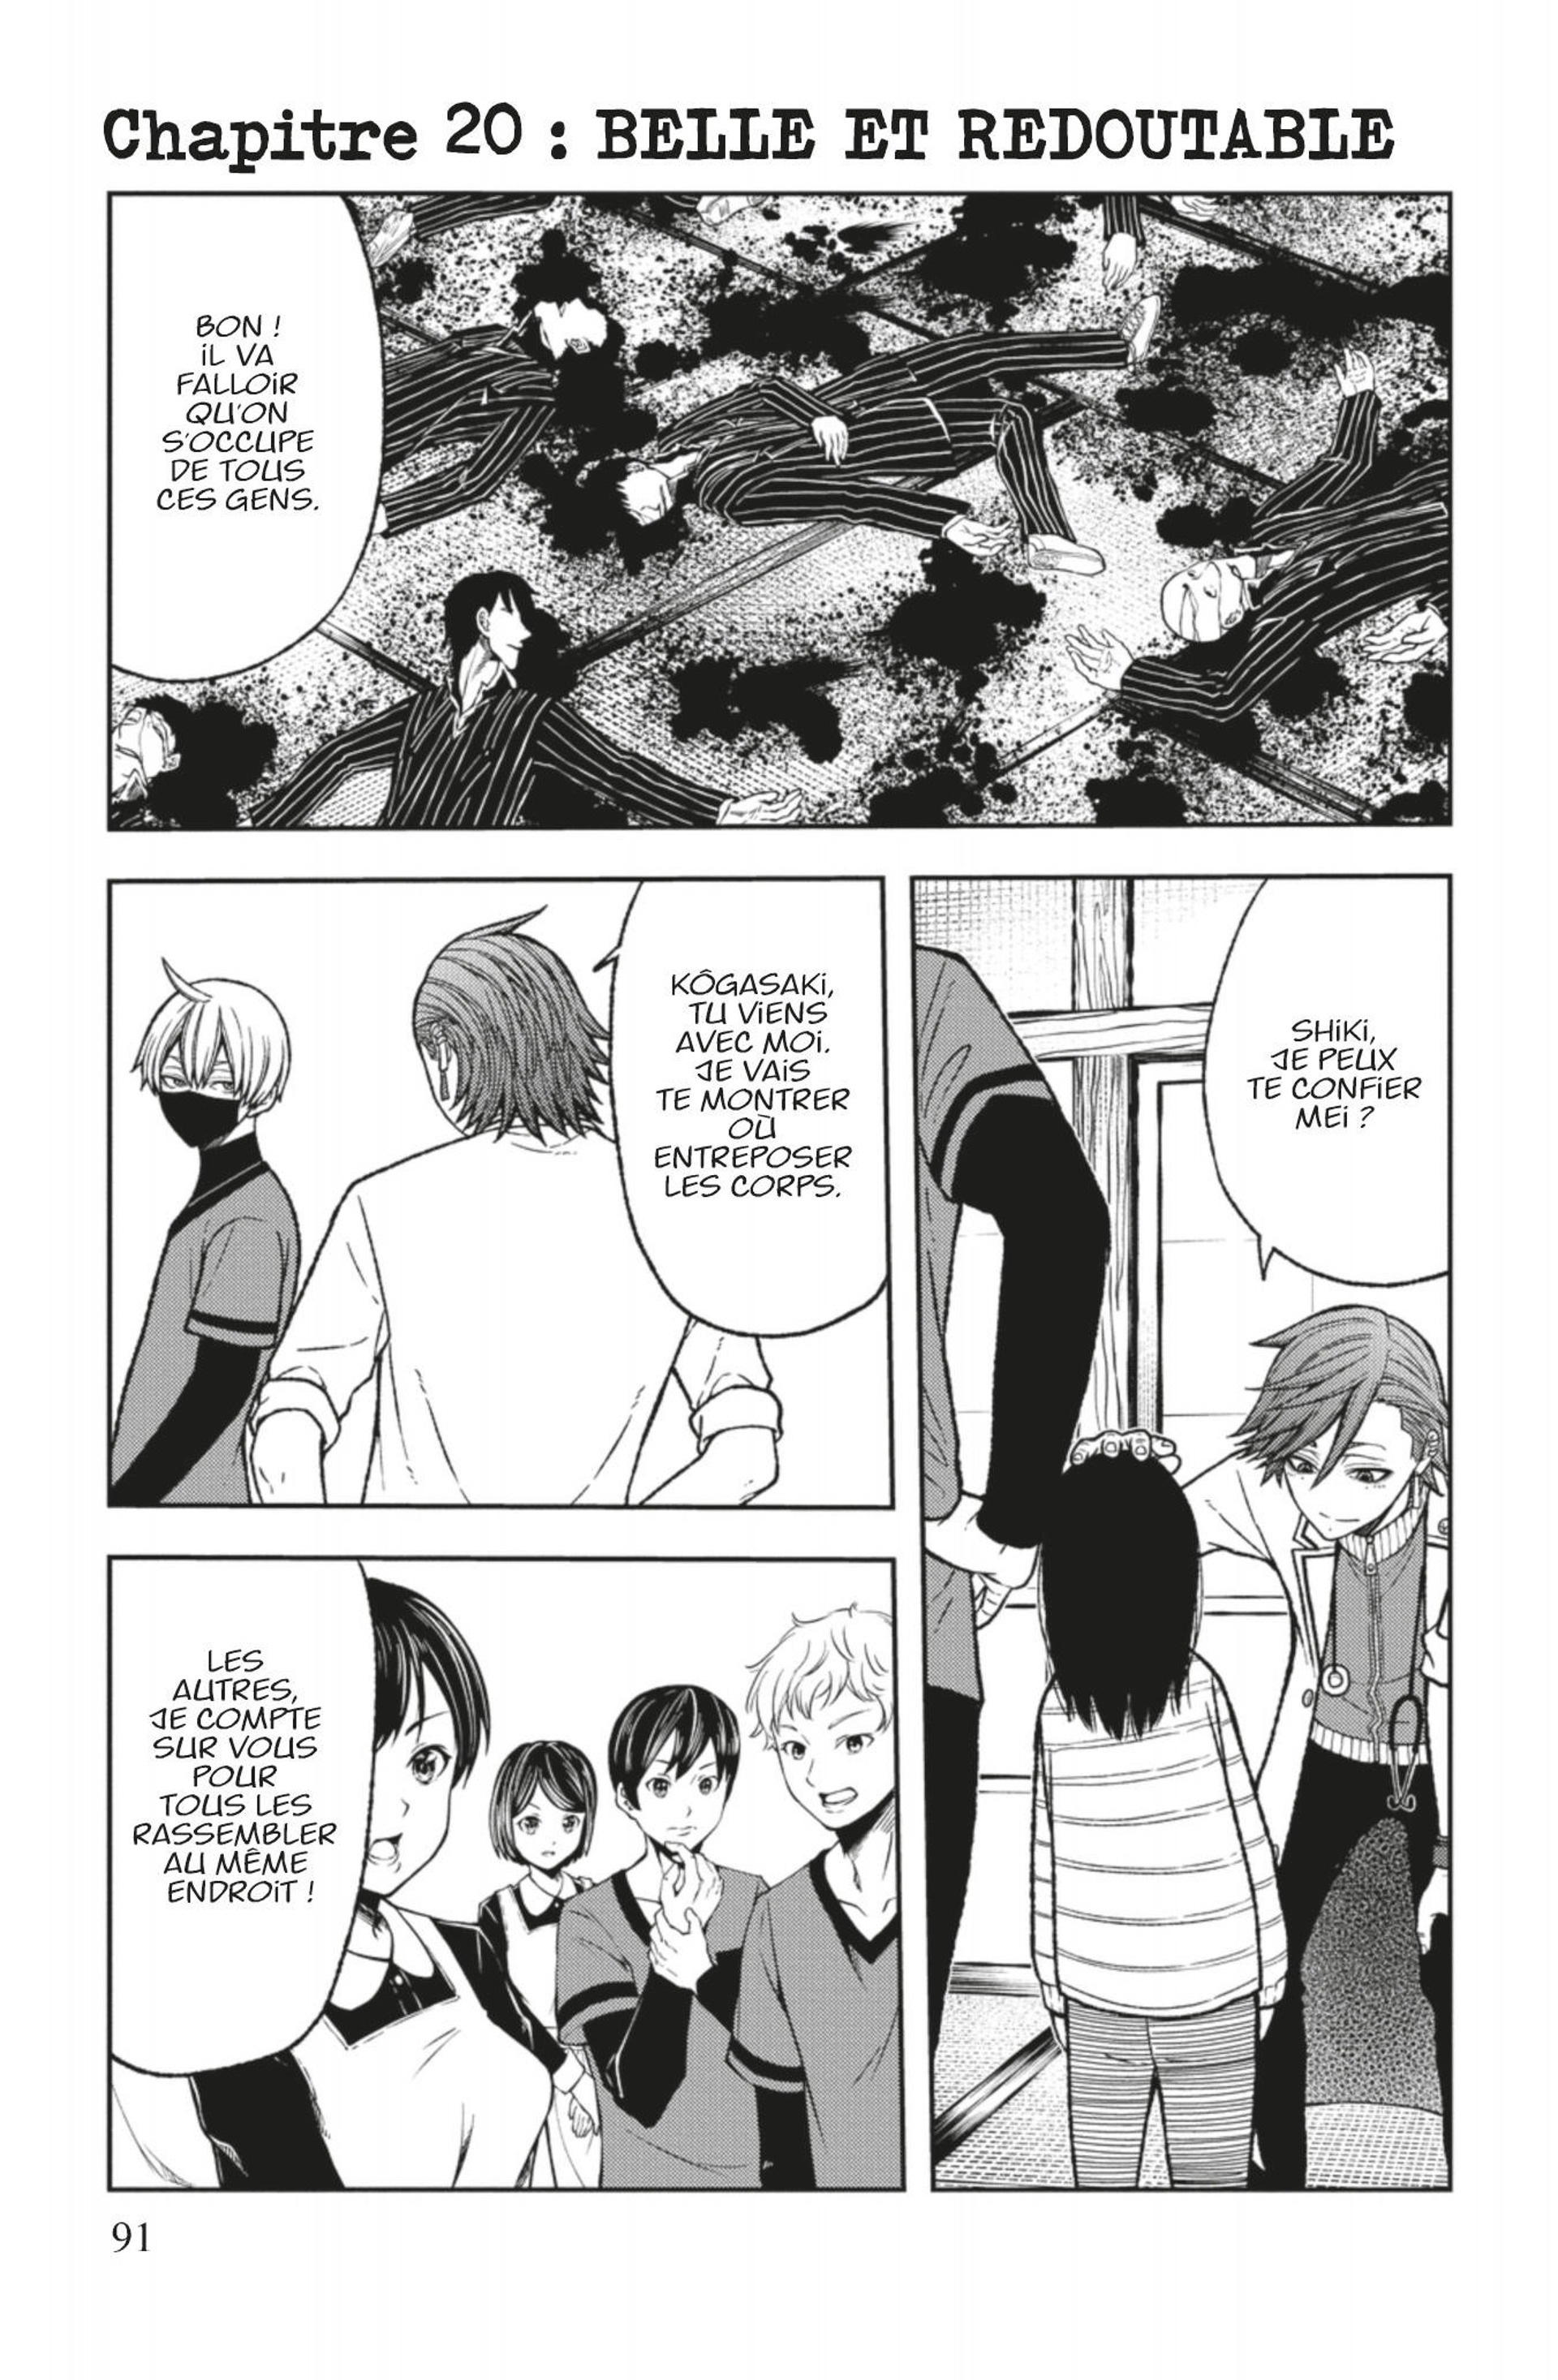 Chapitre 20 : BELLE ET REDOUTABLE
BON !
iL VA
FALLOiR
QU'ON
S'OCCUPE
DE TOUS
CES GENS.
SHiKi,
JE PEUX
TE CONFiER
MEi ?
KÔGASAKi,
TU ViENS
AVEC MOi.
JE VAiS
TE MONTRER
OÙ
ENTREPOSER
LES CORPS.
LES
AUTRES,
JE COMPTE
SUR VOUS
POUR
TOUS LES
RASSEMBLER
AU MÊME
ENDROiT !
91